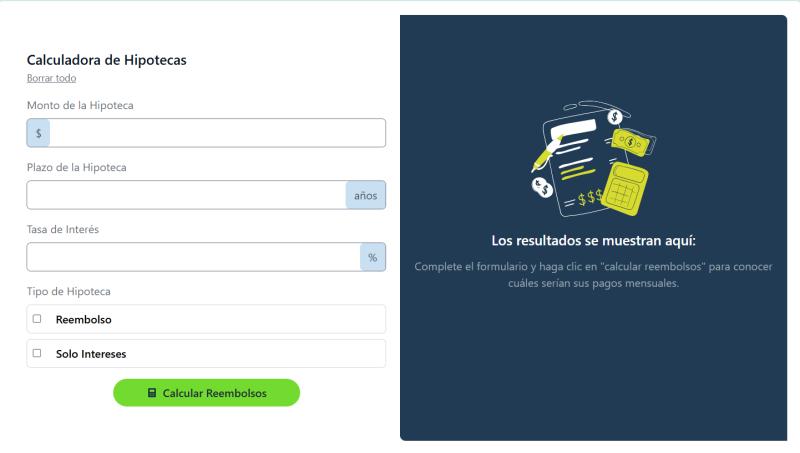 Calculadora de Hipotecas
Borrar todo
Monto de la Hipoteca
$
Plazo de la Hipoteca
años
Tasa de Interés
%
Tipo de Hipoteca
Reembolso
Solo Intereses
Calcular Reembolsos
$
$
$ $
$$$
Los resultados se muestran aquí:
Complete el formulario y haga clic en "calcular reembolsos" para conocer
cuáles serían sus pagos mensuales.